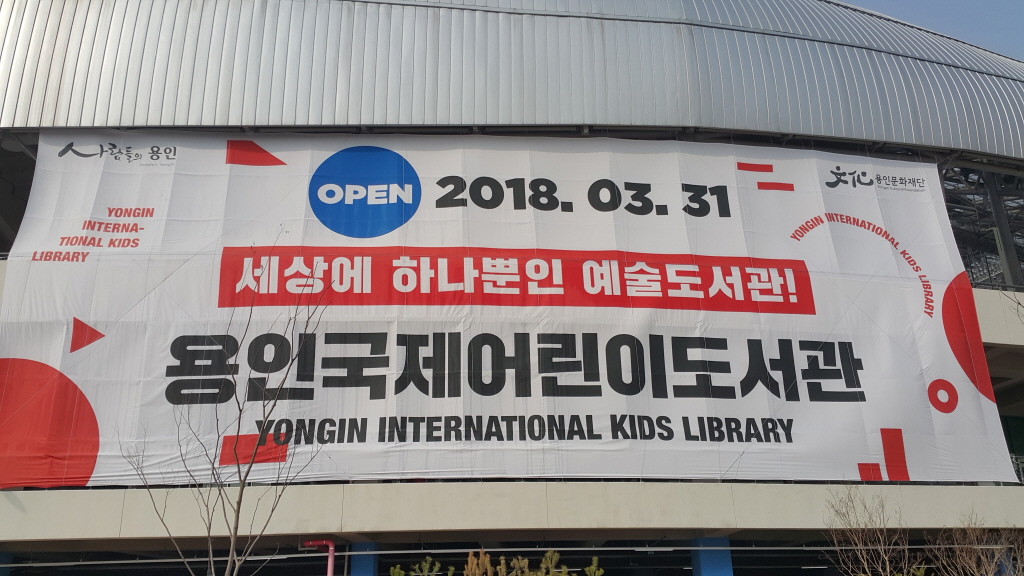 사람들의 용인
YONGIN
INTERNA-
TIONAL KIDS
LIBRARY
OPEN 2018. 03. 31
文化 용인문화재단
YONGIN INTERNATIONAL KIDS LIBRARY
세상에 하나뿐인 예술도서관!
용인국제어린이도서관
YONGIN INTERNATIONAL KIDS LIBRARY